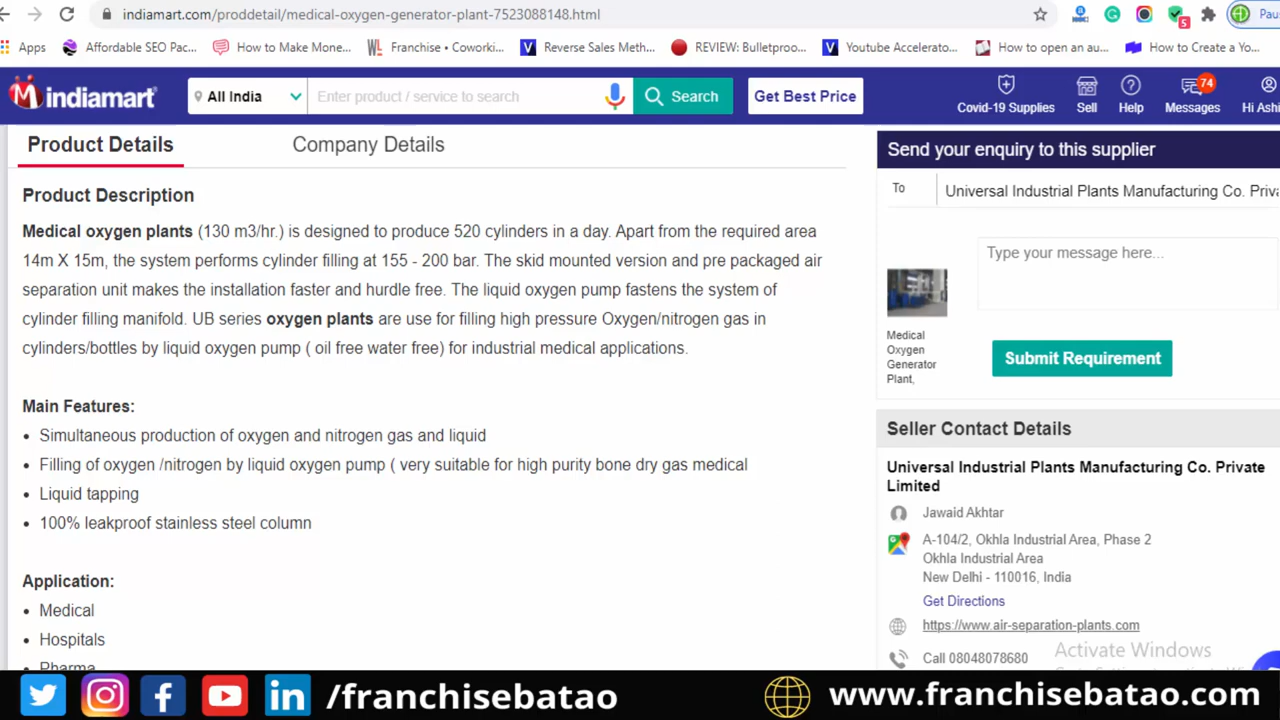 indiamart.com/proddetail/medical-oxygen-generator-plant-7523088148.html
5
Pau
Apps
Affordable SEO Pac...
How to Make Mone...
Franchise • Coworki...
Reverse Sales Meth...
REVIEW: Bulletproo...
Youtube Accelerato...
How to open an au...
How to Create a Yo...
indiamart
All India
Enter product / service to search
Search
Get Best Price
Covid-19 Supplies
Sell
Help
74
Messages
Hi Ashi
Product Details
Company Details
Product Description
Medical oxygen plants (130 m3/hr.) is designed to produce 520 cylinders in a day. Apart from the required area
14m X 15m, the system performs cylinder filling at 155 - 200 bar. The skid mounted version and pre packaged air
separation unit makes the installation faster and hurdle free. The liquid oxygen pump fastens the system of
cylinder filling manifold. UB series oxygen plants are use for filling high pressure Oxygen/nitrogen gas in
cylinders/bottles by liquid oxygen pump ( oil free water free) for industrial medical applications.
Main Features:
Simultaneous production of oxygen and nitrogen gas and liquid
Filling of oxygen /nitrogen by liquid oxygen pump ( very suitable for high purity bone dry gas medical
Liquid tapping
100% leakproof stainless steel column
Application:
Medical
Hospitals
Pharma
Send your enquiry to this supplier
To
Universal Industrial Plants Manufacturing Co. Priva
Type your message here...
Medical
Oxygen
Generator
Plant,
Submit Requirement
Seller Contact Details
Universal Industrial Plants Manufacturing Co. Private
Limited
Jawaid Akhtar
A-104/2, Okhla Industrial Area, Phase 2
Okhla Industrial Area
New Delhi - 110016, India
Get Directions
https://www.air-separation-plants.com
Call 08048078680
Activate Windows
/franchisebatao
www.franchisebatao.com